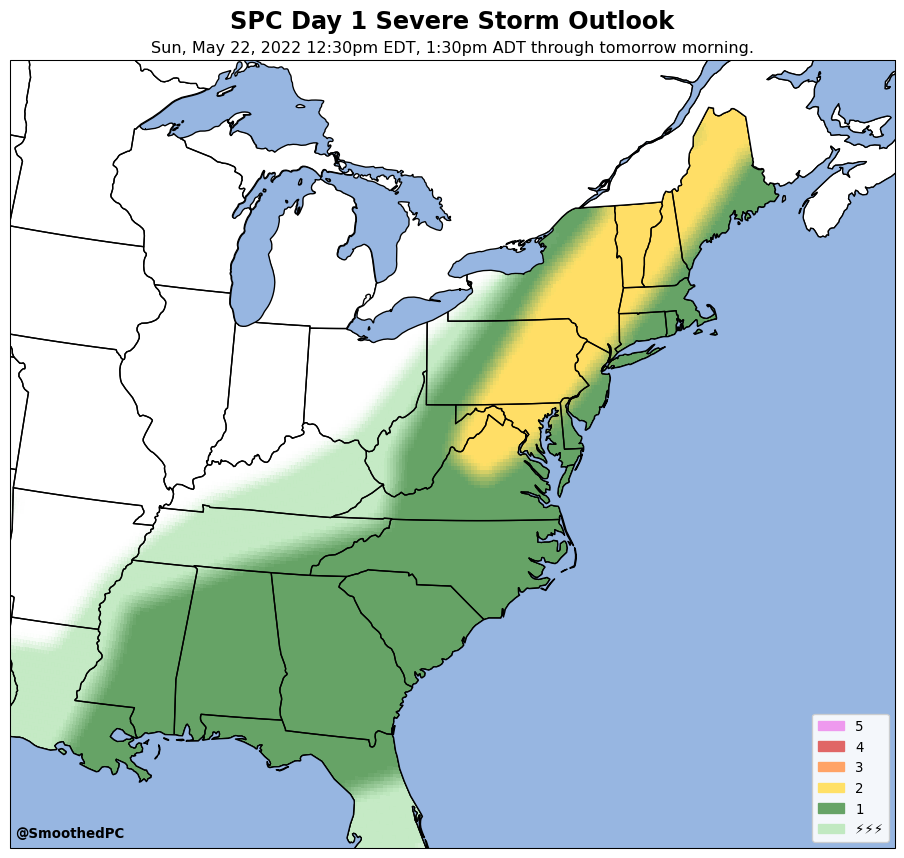 SPC Day 1 Severe Storm Outlook
Sun, May 22, 2022 12:30pm EDT, 1:30pm ADT through tomorrow morning.
5
4
3
2
1
⚡⚡⚡
@SmoothedPC